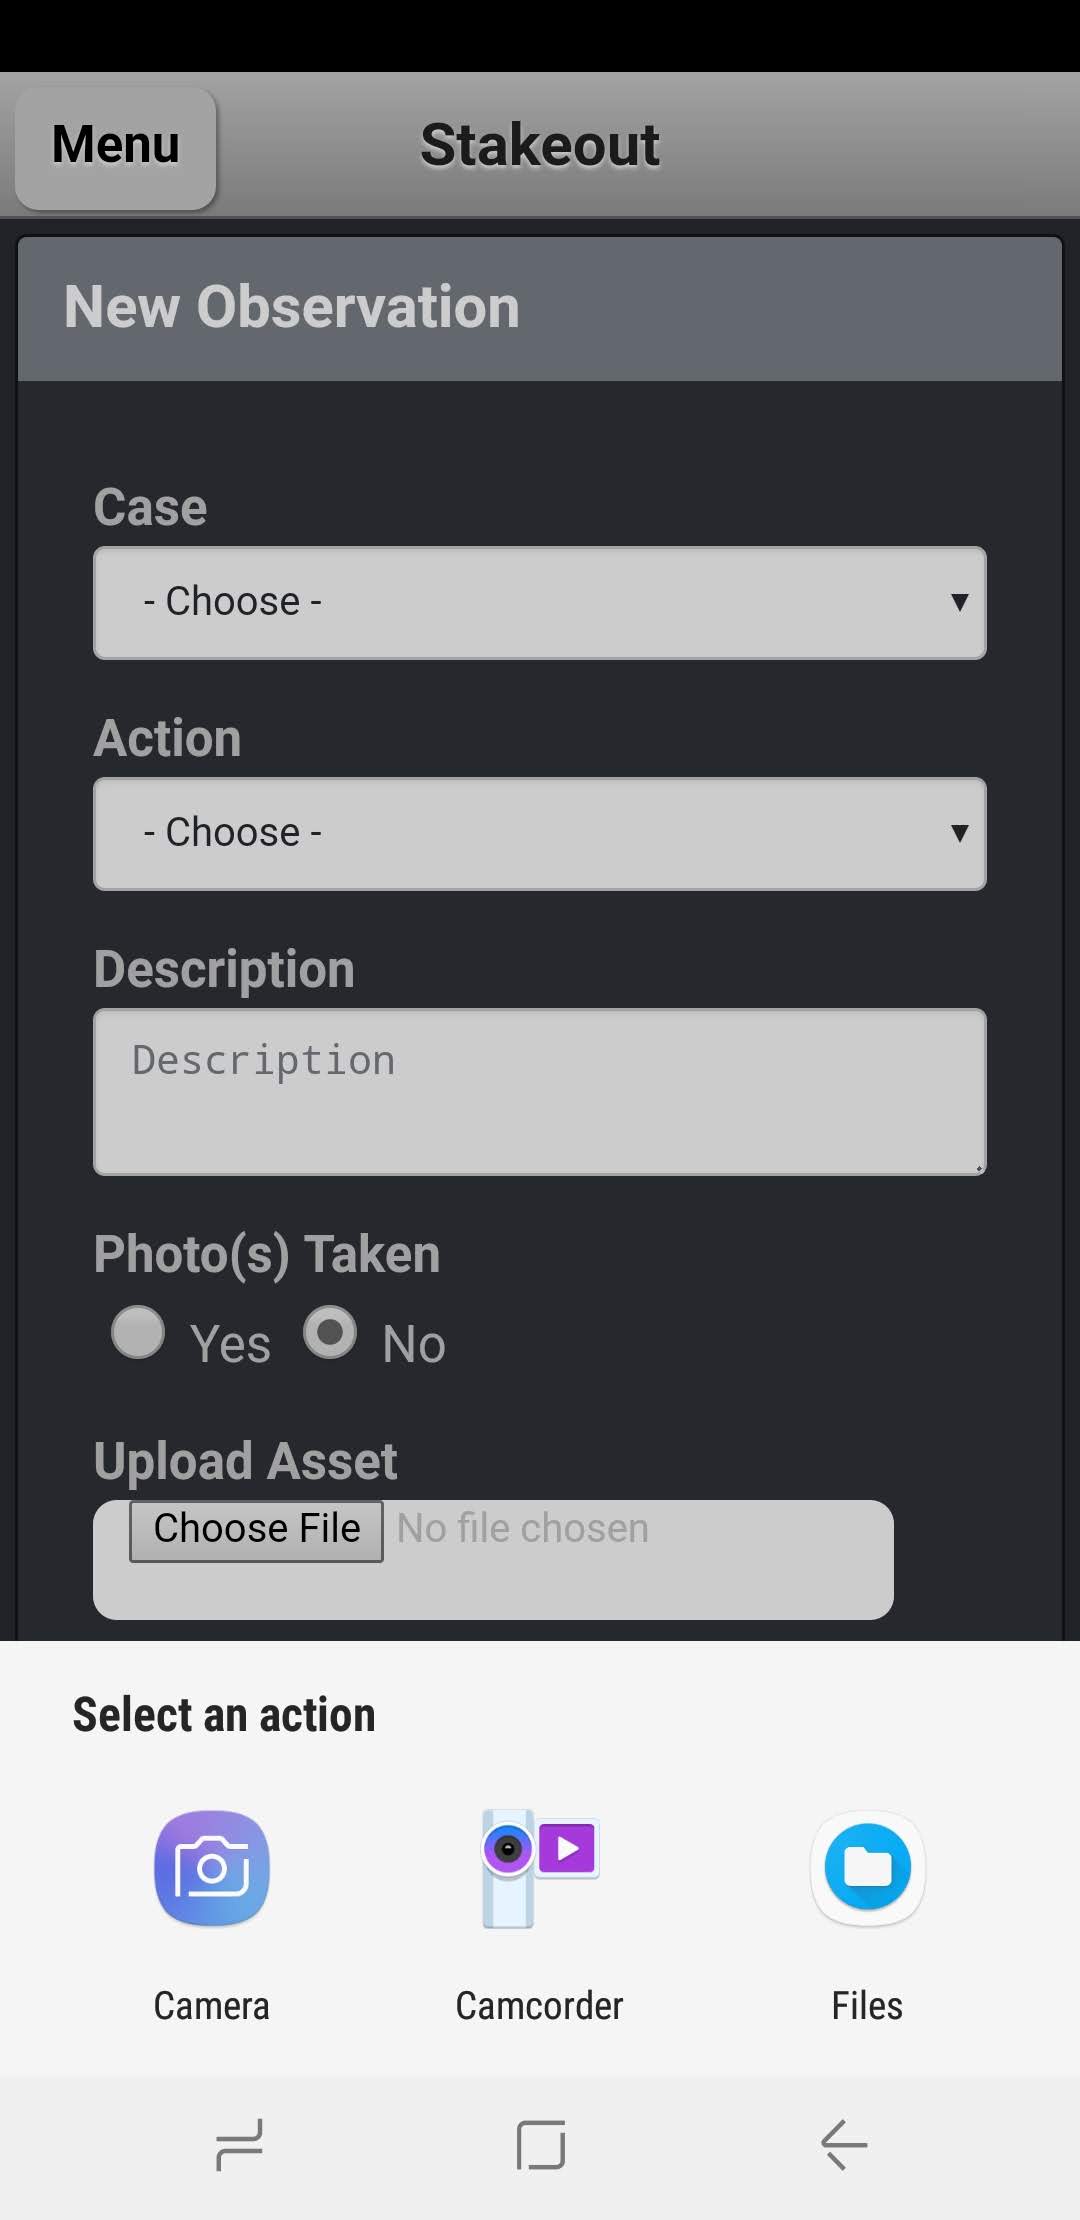 Menu
Stakeout
New Observation
Case
- Choose -
Action
- Choose -
Description
Description
Photo(s) Taken
Yes No
Upload Asset
Choose File No file chosen
Select an action
Camera Camcorder Files